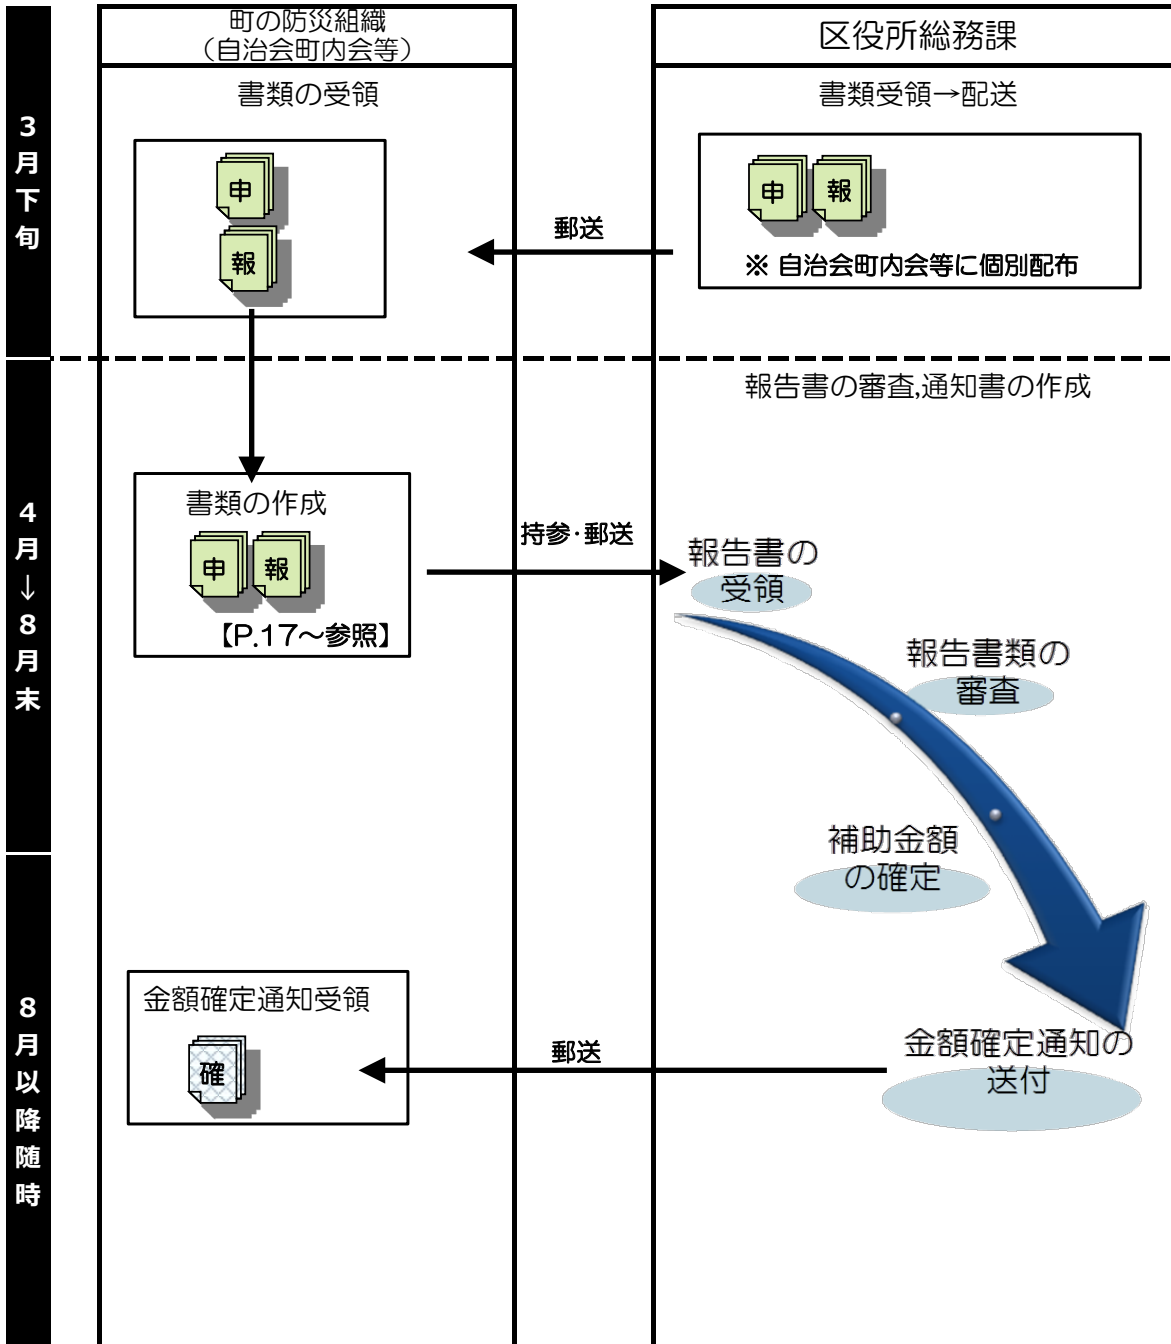 町の防災組織
（自治会町内会等）
区役所総務課
3月下旬
書類の受領
書類受領→配送
申
報
申
報
郵送
※ 自治会町内会等に個別配布
4月↓8月末
報告書の審査,通知書の作成
書類の作成
申
報
【P.17～参照】
持参・郵送
報告書の
受領
報告書類の
審査
補助金額
の確定
8月以降随時
金額確定通知受領
確
郵送
金額確定通知の
送付